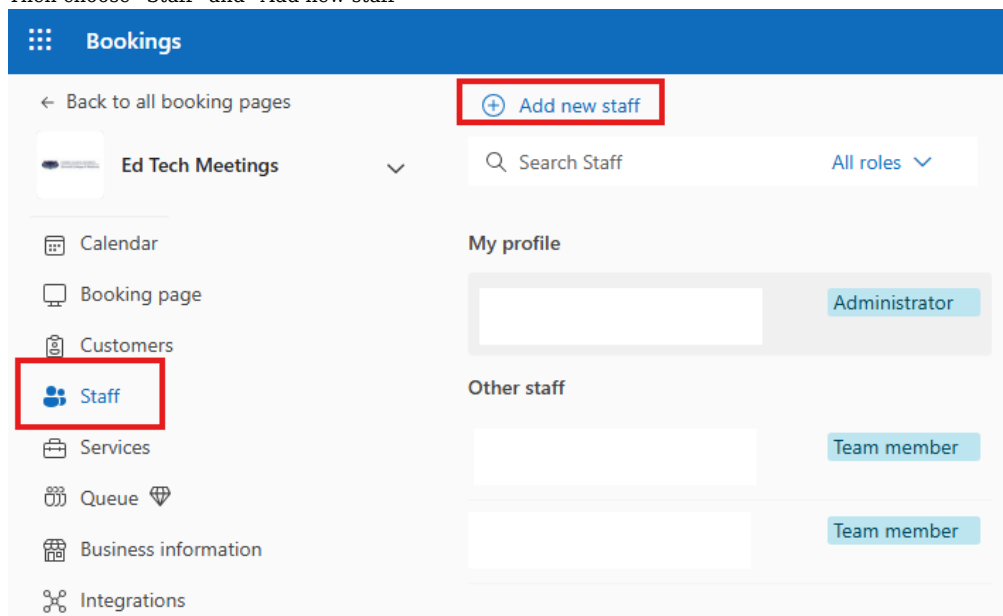 Then choose "Staff" and "Add new staff"
Bookings
← Back to all booking pages
Ed Tech Meetings
Calendar
Booking page
Customers
Staff
Services
Queue
Business information
Integrations
Add new staff
Search Staff
All roles
My profile
Administrator
Other staff
Team member
Team member